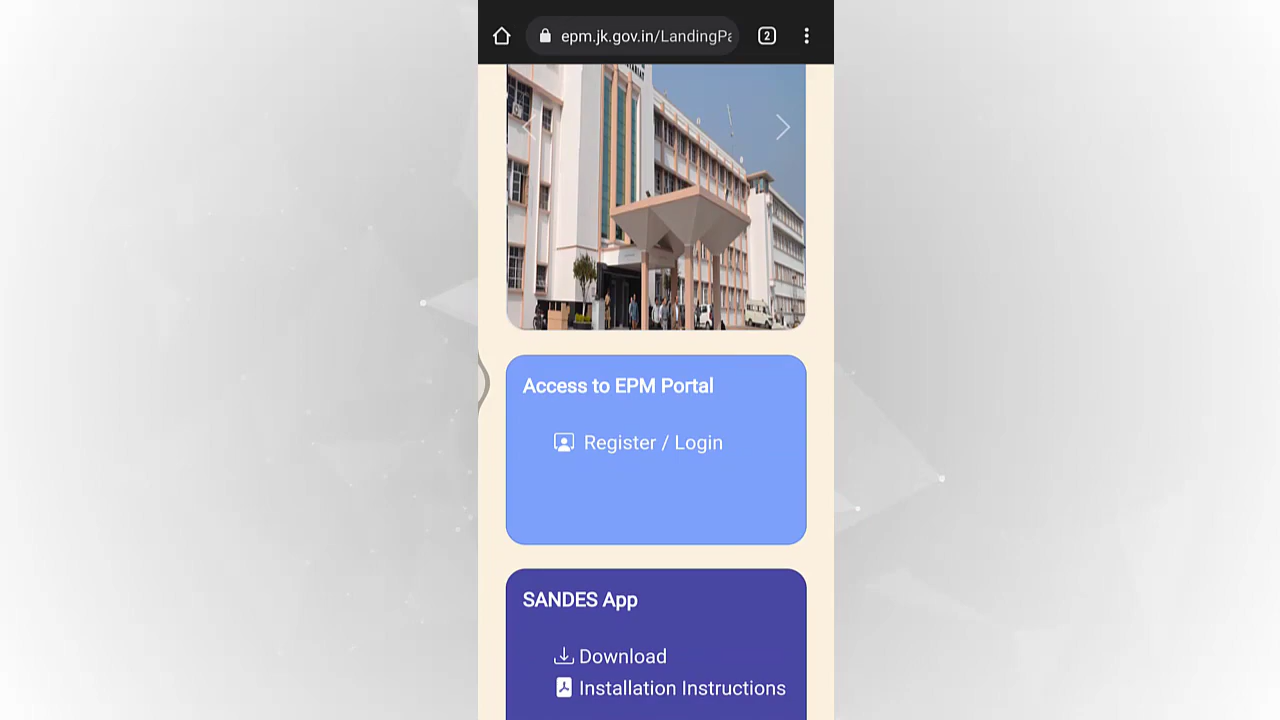 epm.jk.gov.in/LandingPa
2
Access to EPM Portal
Register / Login
SANDES App
Download
Installation Instructions